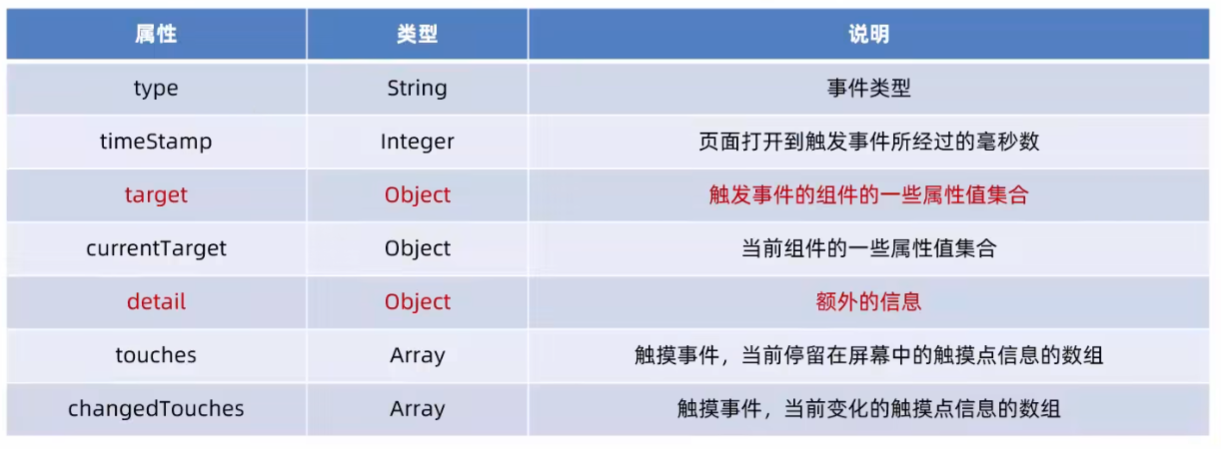 属性 类型 说明
type String 事件类型
timeStamp Integer 页面打开到触发事件所经过的毫秒数
target Object 触发事件的组件的一些属性值集合
currentTarget Object 当前组件的一些属性值集合
detail Object 额外的信息
touches Array 触摸事件，当前停留在屏幕中的触摸点信息的数组
changedTouches Array 触摸事件，当前变化的触摸点信息的数组